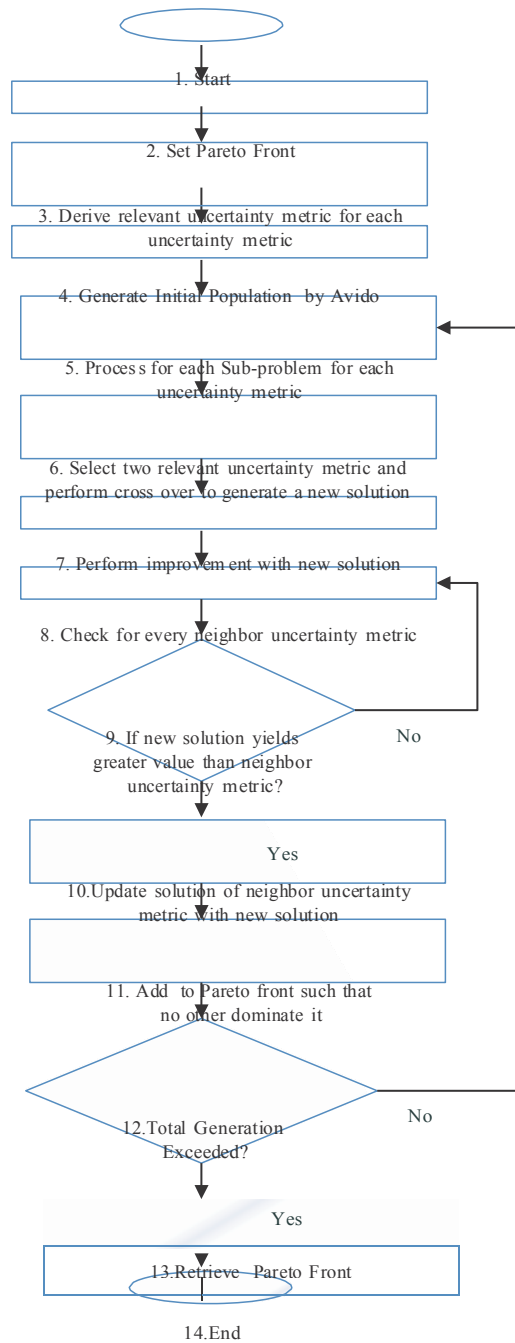 1. Start
2. Set Pareto Front
3. Derive relevant uncertainty metric for each
uncertainty metric
4. Generate Initial Population by Avido
5. Process for each Sub-problem for each
uncertainty metric
6. Select two relevant uncertainty metric and
perform cross over to generate a new solution
7. Perform improvement with new solution
8. Check for every neighbor uncertainty metric
9. If new solution yields
greater value than neighbor
uncertainty metric?
No
Yes
10.Update solution of neighbor uncertainty
metric with new solution
11. Add to Pareto front such that
no other dominate it
No
12.Total Generation
Exceeded?
Yes
13.Retrieve Pareto Front
14.End